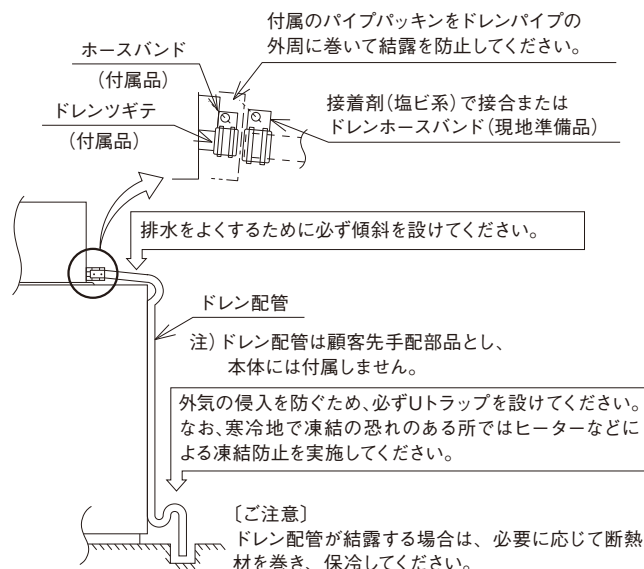 付属のパイプパッキンをドレンパイプの
外周に巻いて結露を防止してください。
ホースバンド
(付属品)
ドレンツギテ
(付属品)
接着剤(塩ビ系)で接合または
ドレンホースバンド(現地準備品)
排水をよくするために必ず傾斜を設けてください。
ドレン配管
注)ドレン配管は顧客先手配部品とし、
本体には付属しません。
外気の侵入を防ぐため、必ずUトラップを設けてください。
なお、寒冷地で凍結の恐れのある所ではヒーターなどに
よる凍結防止を実施してください。
〔ご注意〕
ドレン配管が結露する場合は、必要に応じて断熱
材を巻き、保冷してください。